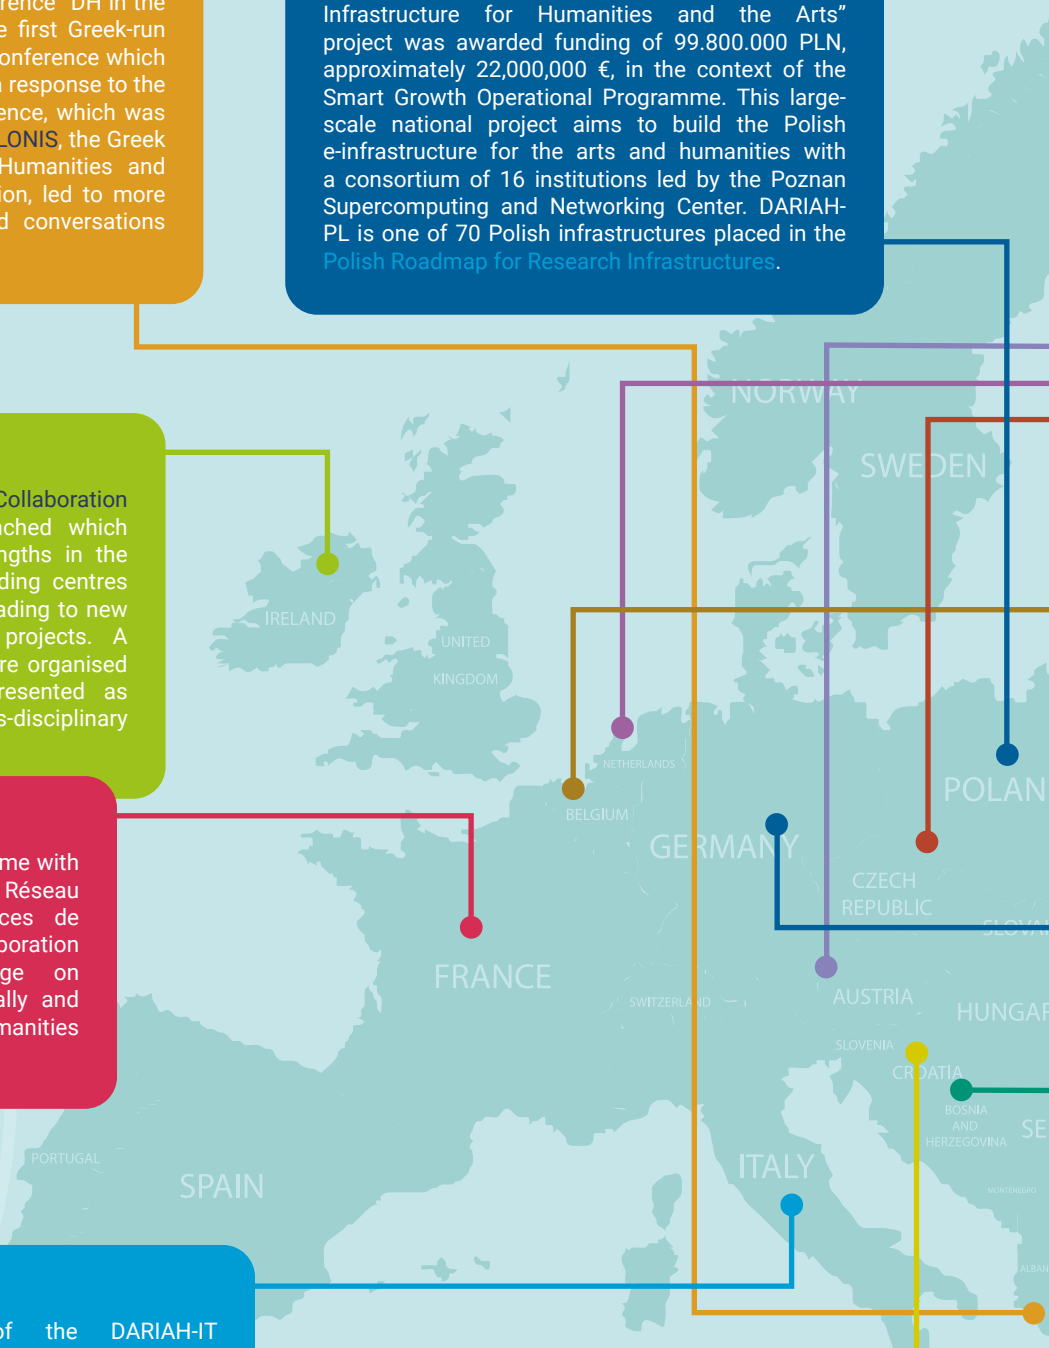 DH in the
first Greek-run
conference which
response to the
ence, which was
LONIS, the Greek
Humanities and
ion, led to more
conversations
Infrastructure for Humanities and the Arts”
project was awarded funding of 99.800.000 PLN,
approximately 22,000,000 €, in the context of the
Smart Growth Operational Programme. This large-
scale national project aims to build the Polish
e-infrastructure for the arts and humanities with
a consortium of 16 institutions led by the Poznan
Supercomputing and Networking Center. DARIAH-
PL is one of 70 Polish infrastructures placed in the
Polish Roadmap for Research Infrastructures.
Collaboration
ached which
ngths in the
ding centres
ading to new
projects. A
re organised
resented as
s-disciplinary
me with
Réseau
ces de
boration
ge on
ally and
manities
of the DARIAH-IT
NORWAY
SWEDEN
IRELAND
UNITED
KINGDOM
NETHERLANDS
BELGIUM
GERMANY
POLAN
CZECH
REPUBLIC
SLOVA
FRANCE
SWITZERLAND
AUSTRIA
HUNGAR
SLOVENIA
CROATIA
BOSNIA
AND
HERZEGOVINA
SE
MONTENEGRO
ALBAN
ITALY
PORTUGAL
SPAIN